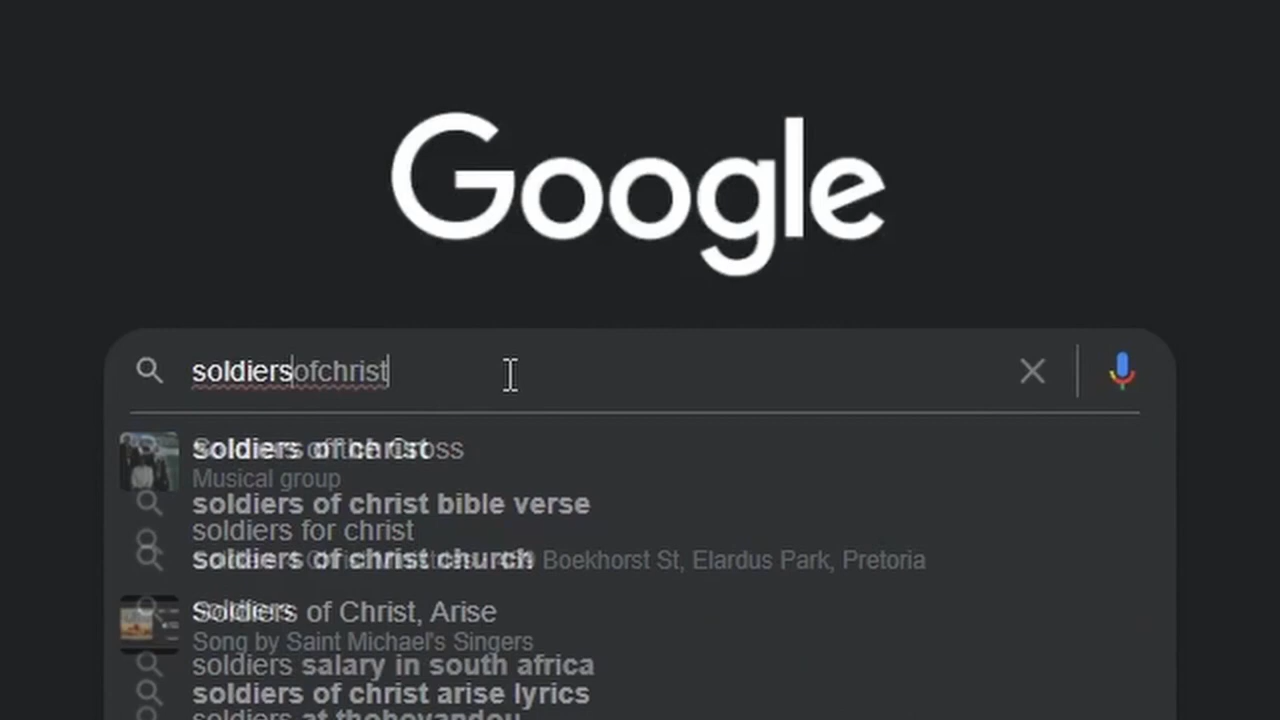 Google
soldiersofchrist
Musical group
soldiers of christ bible verse
soldiers for christ
soldiers of christ church
Boekhorst St, Elardus Park, Pretoria
Soldiers of Christ, Arise
Song by Saint Michael's Singers
soldiers salary in south africa
soldiers of christ arise lyrics
soldiers at thohoyandou